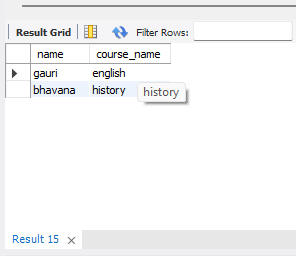 Result Grid Filter Rows:
name course_name
gauri english
bhavana history
history
Result 15 ×